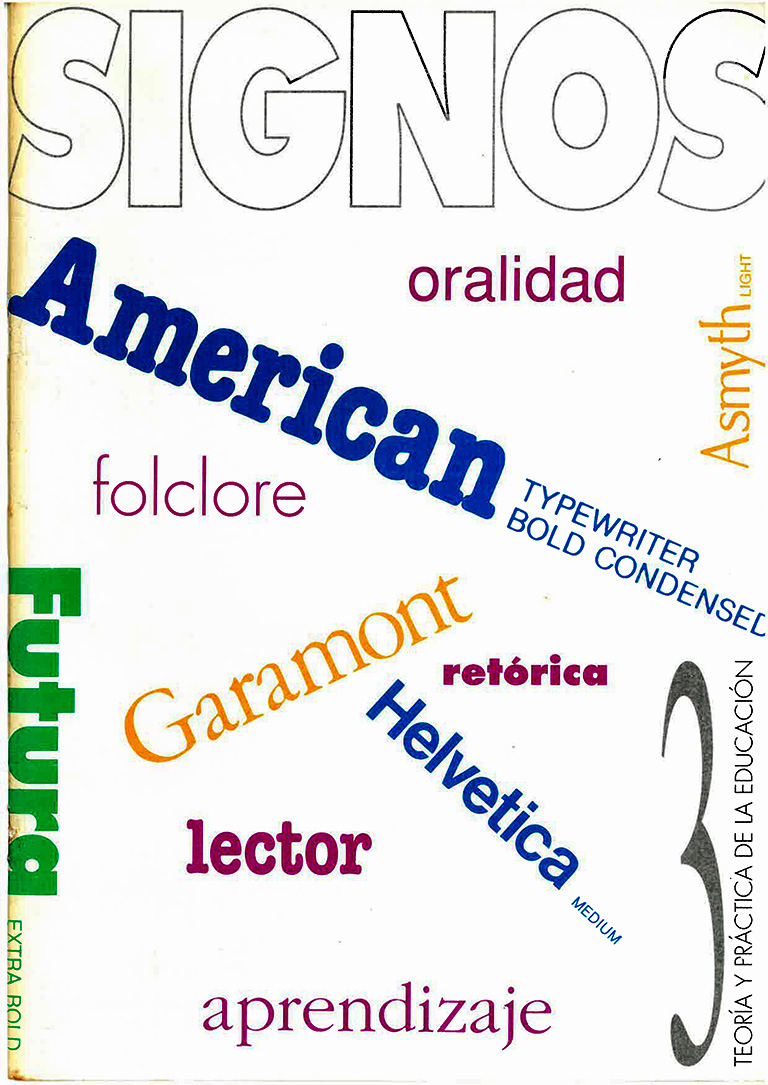 SIGNOS
oralidad
Asmyth LIGHT
American
TYPEWRITER
BOLD CONDENSED
folclore
Futura
EXTRA BOLD
Garamont
retórica
Helvetica
MEDIUM
lector
3
TEORÍA Y PRÁCTICA DE LA EDUCACIÓN
aprendizaje